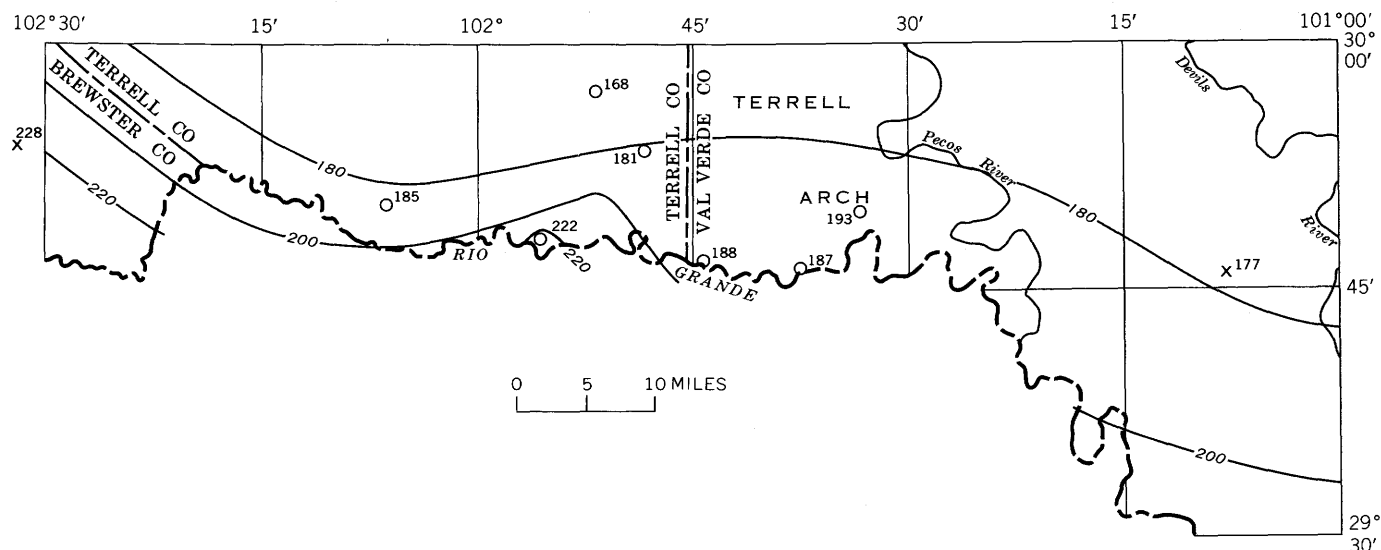 102°30' 15' 102° 45' 30' 15' 101°00'
30° 00'
TERRELL CO
BREWSTER CO
168
TERRELL CO
VAL VERDE CO
TERRELL
Devils
228
x
181
Pecos
River
180
220
185
ARCH
193
180
River
200
222
220
RIO
188
GRANDE
187
x 177
45'
0 5 10 MILES
200
29° 30'